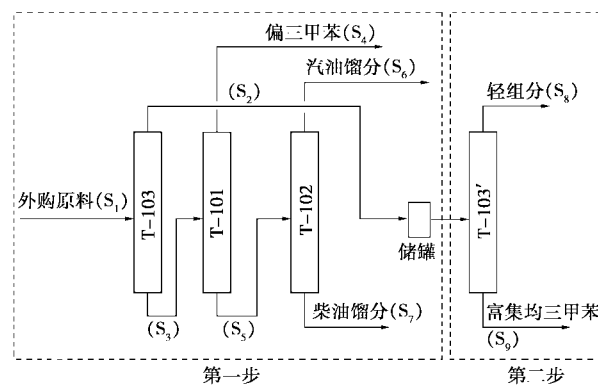 偏三甲苯(S₄)
汽油馏分(S₆)
(S₂)
轻组分(S₈)
外购原料(S₁)
T-103
T-101
T-102
T-103′
储罐
(S₃)
(S₅)
柴油馏分(S₇)
富集均三甲苯
(S₉)
第一步
第二步